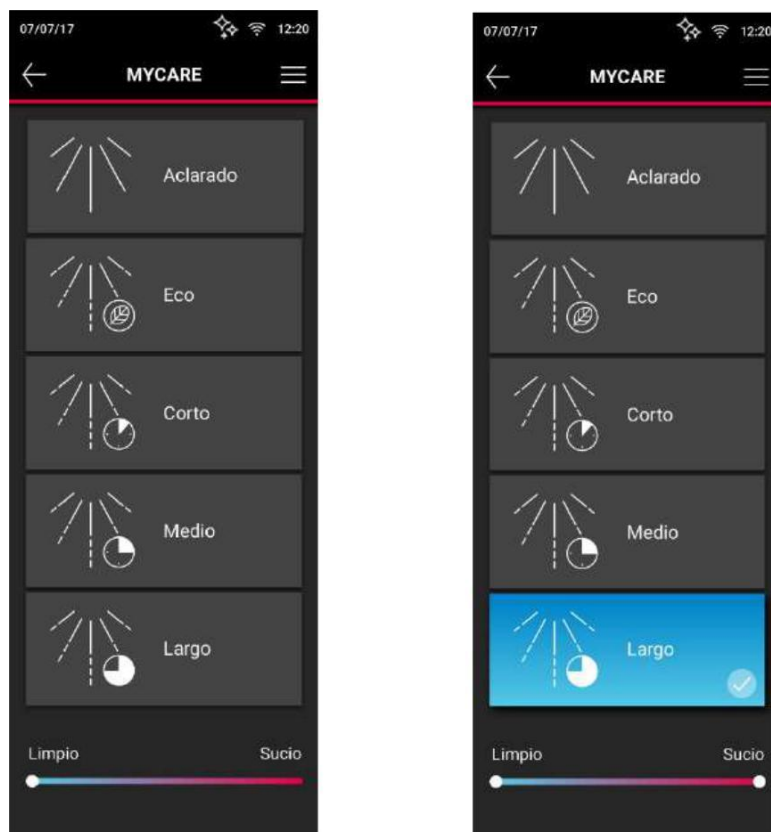 07/07/17 12:20
MYCARE
Aclarado
Eco
Corto
Medio
Largo
Limpio Sucio
07/07/17 12:20
MYCARE
Aclarado
Eco
Corto
Medio
Largo
Limpio Sucio